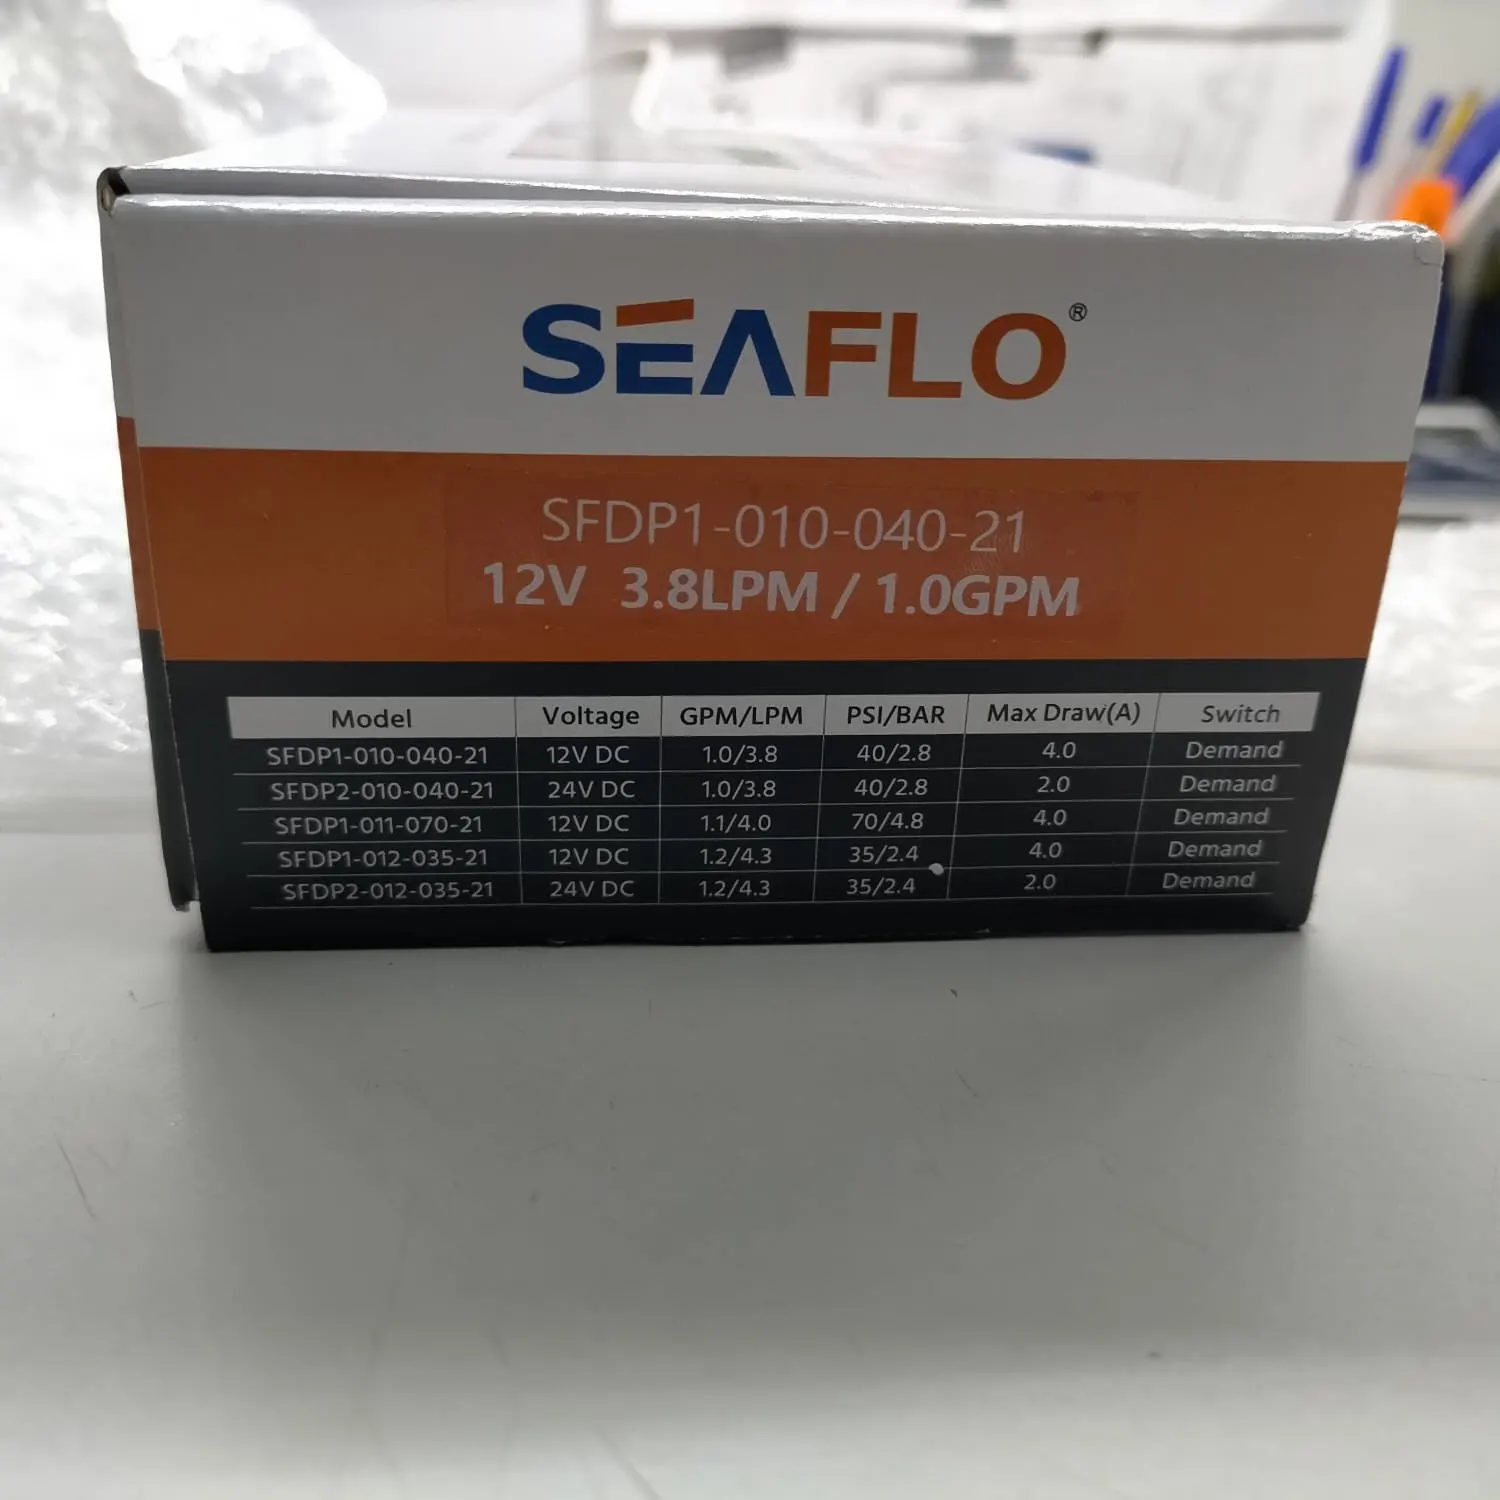 SEAFLO®
SFDP1-010-040-21
12V 3.8LPM / 1.0GPM
Model Voltage GPM/LPM PSI/BAR Max Draw(A) Switch
SFDP1-010-040-21 12V DC 1.0/3.8 40/2.8 4.0 Demand
SFDP2-010-040-21 24V DC 1.0/3.8 40/2.8 2.0 Demand
SFDP1-011-070-21 12V DC 1.1/4.0 70/4.8 4.0 Demand
SFDP1-012-035-21 12V DC 1.2/4.3 35/2.4 4.0 Demand
SFDP2-012-035-21 24V DC 1.2/4.3 35/2.4 2.0 Demand